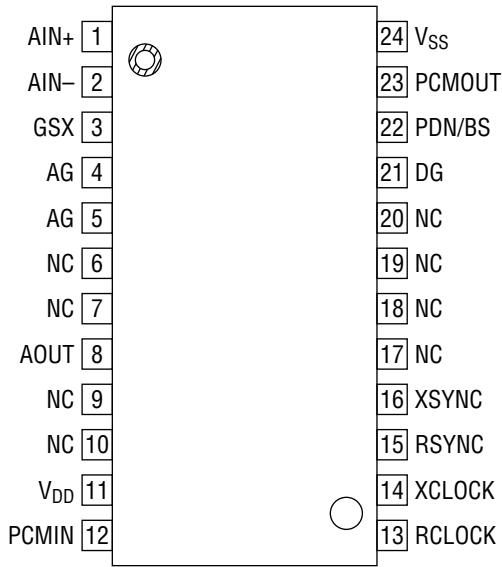 AIN+ 1 24 VSS
AIN– 2 23 PCMOUT
GSX 3 22 PDN/BS
AG 4 21 DG
AG 5 20 NC
NC 6 19 NC
NC 7 18 NC
AOUT 8 17 NC
NC 9 16 XSYNC
NC 10 15 RSYNC
VDD 11 14 XCLOCK
PCMIN 12 13 RCLOCK